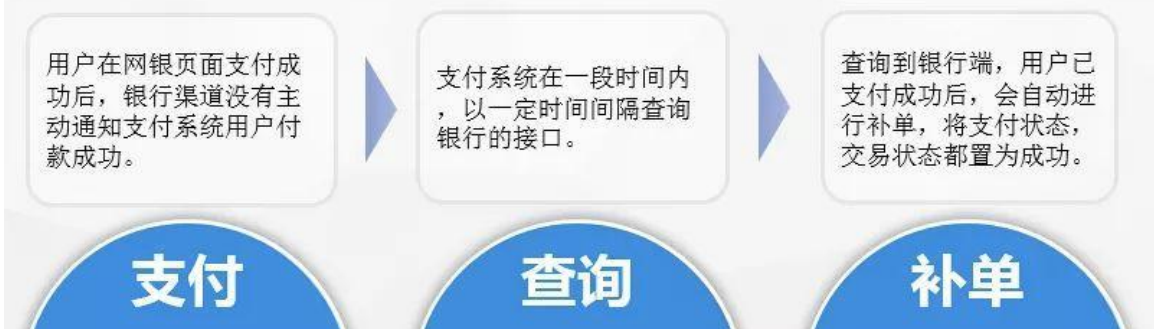 用户在网银页面支付成
功后，银行渠道没有主
动通知支付系统用户付
款成功。
支付系统在一段时间内
，以一定时间间隔查询
银行的接口。
查询到银行端，用户已
支付成功后，会自动进
行补单，将支付状态，
交易状态都置为成功。
支付
查询
补单